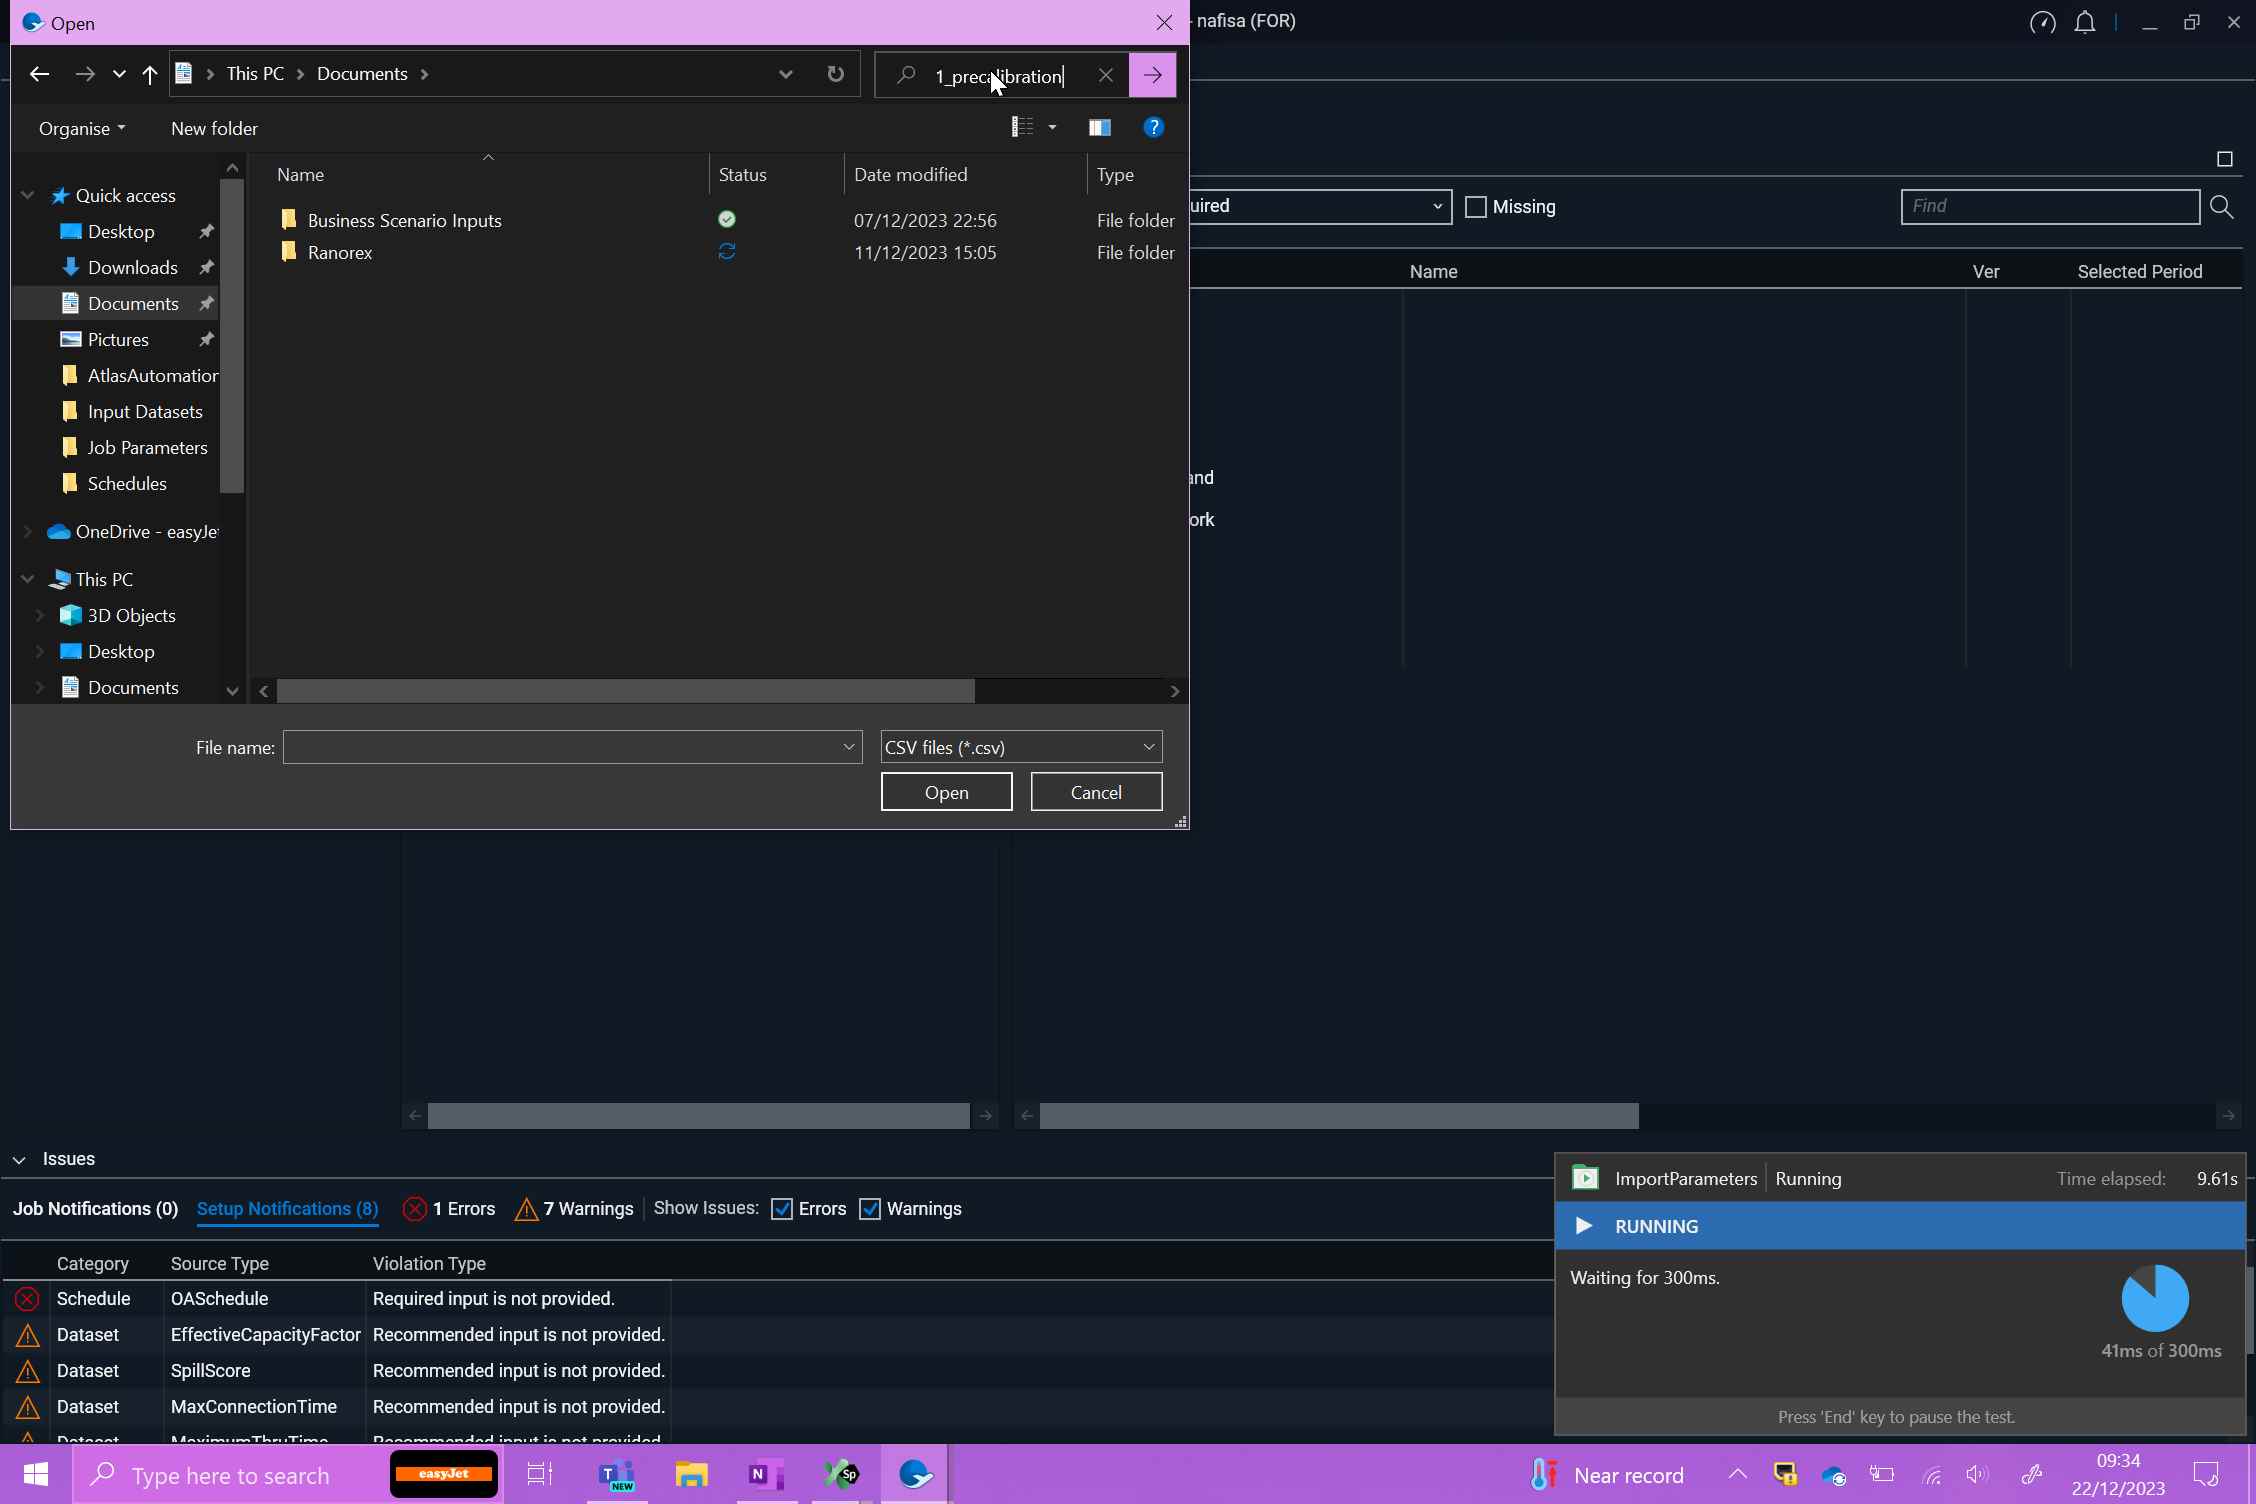 Open
- nafisa (FOR)
This PC
Documents
1_precalibration
Organise
New folder
Name
Status
Date modified
Type
Quick access
Desktop
Downloads
Documents
Pictures
AtlasAutomation
Input Datasets
Job Parameters
Schedules
OneDrive - easyJet
This PC
3D Objects
Desktop
Documents
Business Scenario Inputs
07/12/2023 22:56
File folder
Ranorex
11/12/2023 15:05
File folder
File name:
CSV files (*.csv)
Open
Cancel
uired
Missing
Find
Name
Ver
Selected Period
and
ork
Issues
Job Notifications (0)
Setup Notifications (8)
1 Errors
7 Warnings
Show Issues:
Errors
Warnings
Category
Source Type
Violation Type
Schedule
OASchedule
Required input is not provided.
Dataset
EffectiveCapacityFactor
Recommended input is not provided.
Dataset
SpillScore
Recommended input is not provided.
Dataset
MaxConnectionTime
Recommended input is not provided.
Dataset
MaximumThruTime
Recommended input is not provided.
ImportParameters
Running
Time elapsed:
9.61s
RUNNING
Waiting for 300ms.
41ms of 300ms
Press 'End' key to pause the test.
Type here to search
easyJet
T
NEW
N
Sp
Near record
09:34
22/12/2023